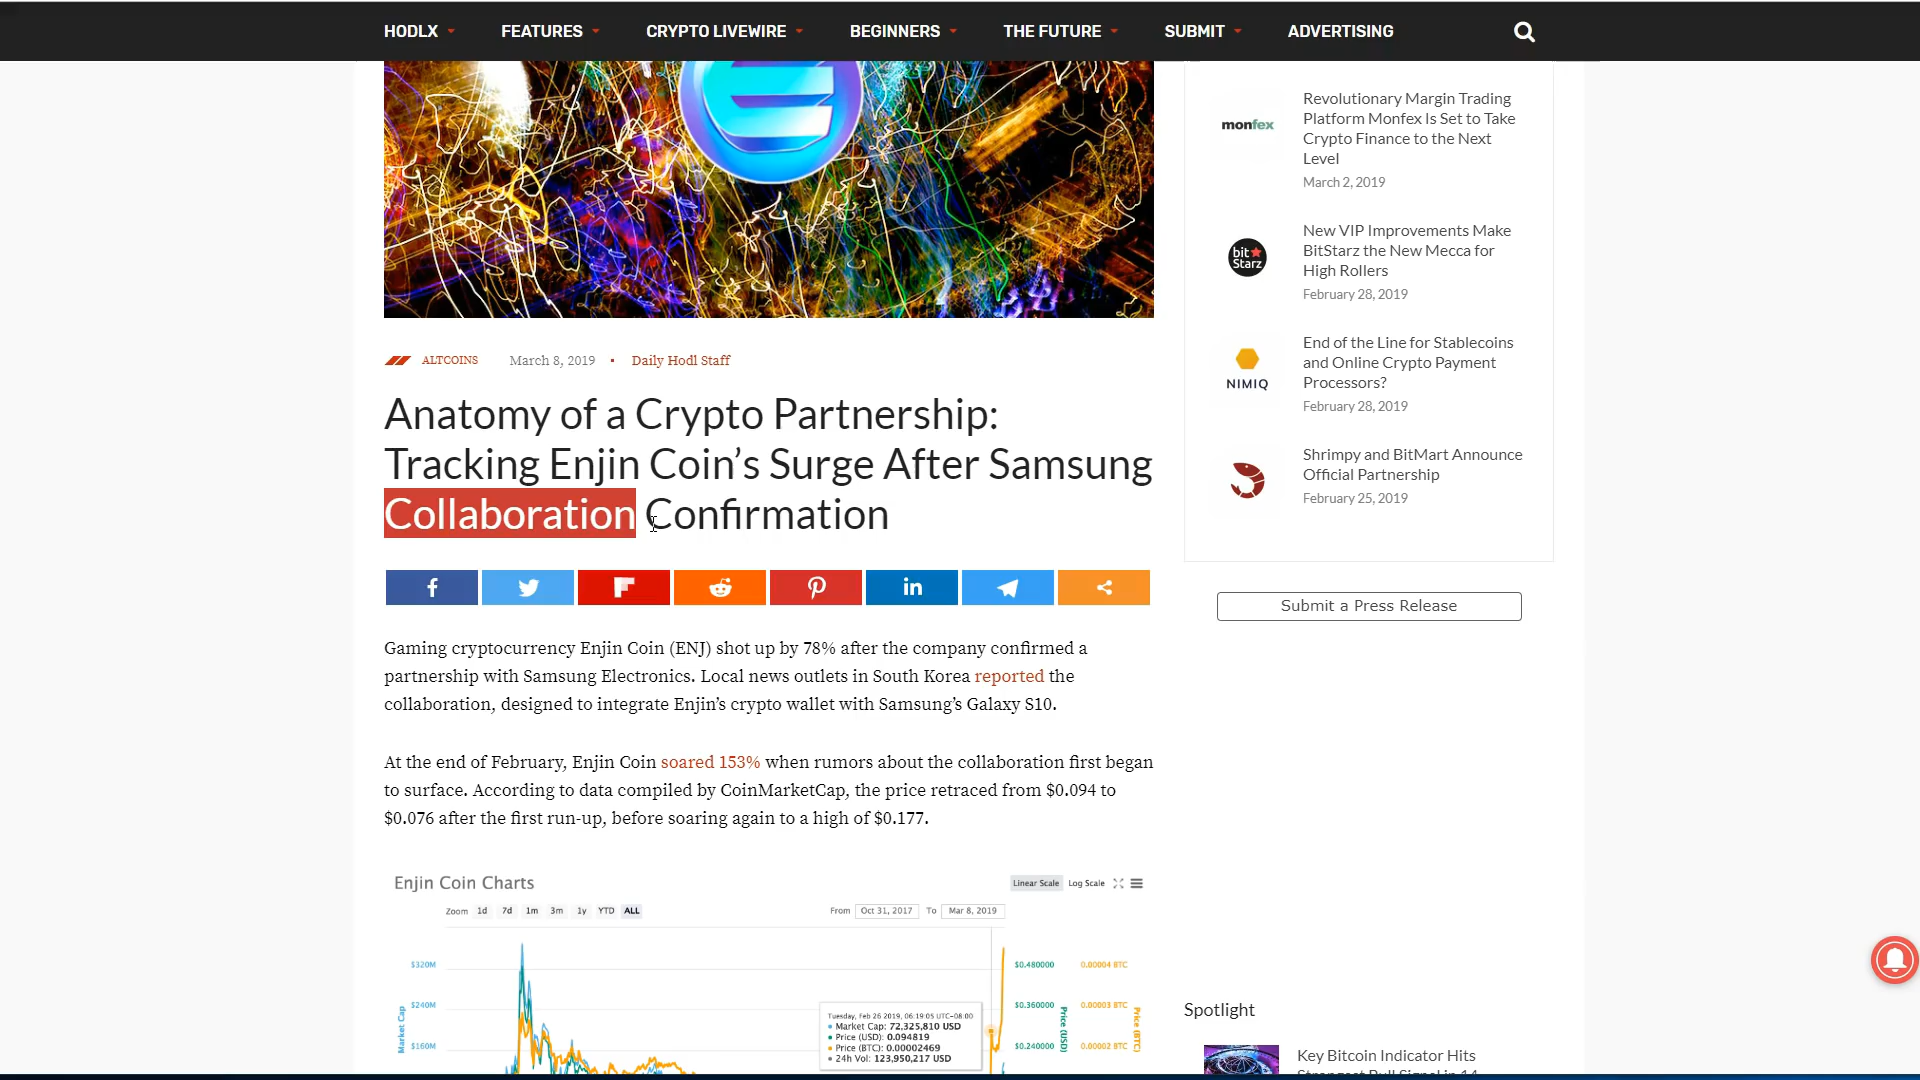 HODLX FEATURES CRYPTO LIVEWIRE BEGINNERS THE FUTURE SUBMIT ADVERTISING
ALTCOINS March 8, 2019 Daily Hodl Staff
Anatomy of a Crypto Partnership:
Tracking Enjin Coin’s Surge After Samsung
Collaboration Confirmation
Gaming cryptocurrency Enjin Coin (ENJ) shot up by 78% after the company confirmed a
partnership with Samsung Electronics. Local news outlets in South Korea reported the
collaboration, designed to integrate Enjin’s crypto wallet with Samsung’s Galaxy S10.
At the end of February, Enjin Coin soared 153% when rumors about the collaboration first began
to surface. According to data compiled by CoinMarketCap, the price retraced from $0.094 to
$0.076 after the first run-up, before soaring again to a high of $0.177.
Enjin Coin Charts
Linear Scale Log Scale
Zoom 1d 7d 1m 3m 1y YTD ALL
From Oct 31, 2017 To Mar 8, 2019
$320M
$240M
$160M
Market Cap
$0.480000 0.00004 BTC
$0.360000 0.00003 BTC
$0.240000 0.00002 BTC
Price (USD)
Price (BTC)
Tuesday, Feb 26 2019, 06:19:05 UTC-08:00
Market Cap: 72,325,810 USD
Price (USD): 0.094819
Price (BTC): 0.00002469
24h Vol: 123,950,217 USD
monfex
Revolutionary Margin Trading
Platform Monfex Is Set to Take
Crypto Finance to the Next
Level
March 2, 2019
bit
Starz
New VIP Improvements Make
BitStarz the New Mecca for
High Rollers
February 28, 2019
NIMIQ
End of the Line for Stablecoins
and Online Crypto Payment
Processors?
February 28, 2019
Shrimpy and BitMart Announce
Official Partnership
February 25, 2019
Submit a Press Release
Spotlight
Key Bitcoin Indicator Hits